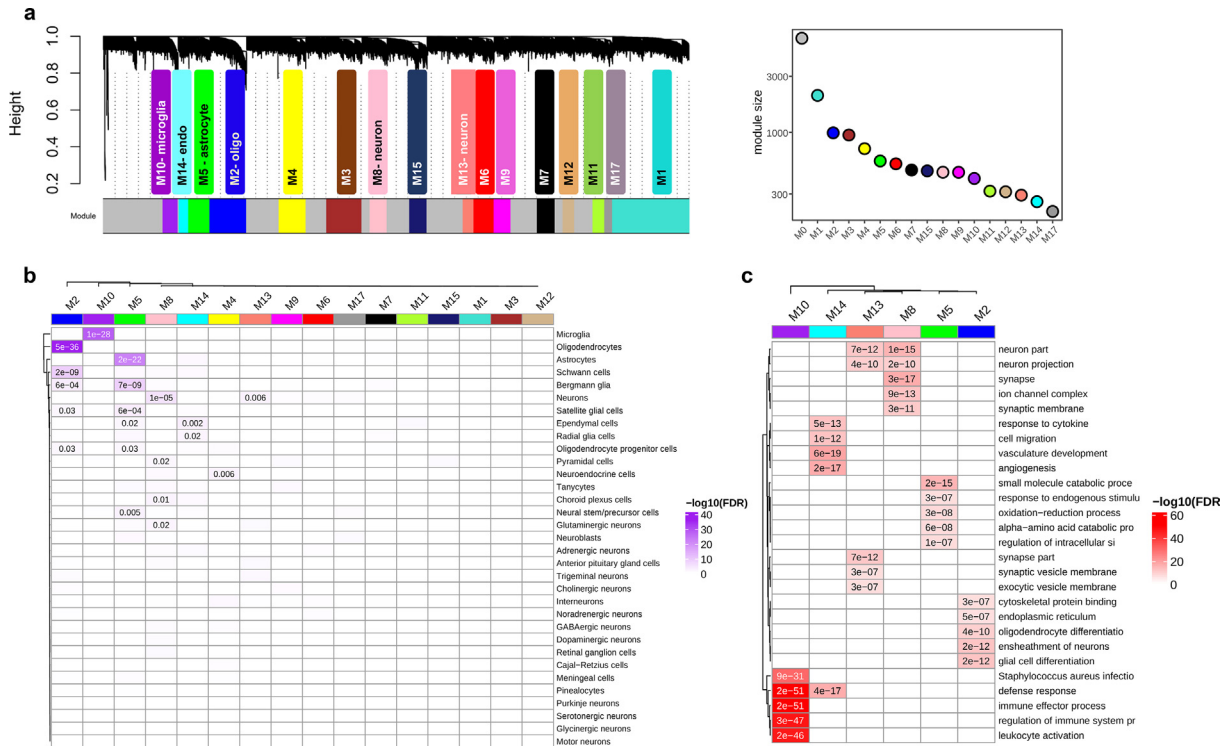 a
Height
1.0
0.8
0.6
0.4
0.2
M10- microglia
M14- endo
M5 - astrocyte
M2- oligo
M4
M3
M8- neuron
M15
M13- neuron
M6
M9
M7
M12
M11
M17
M1
Module
module size
3000
1000
300
M0 M1 M2 M3 M4 M5 M6 M7 M15 M8 M9 M10 M11 M12 M13 M14 M17
b
M2 M10 M5 M8 M14 M4 M13 M9 M6 M17 M7 M11 M15 M1 M3 M12
1e−28 Microglia
5e−36 Oligodendrocytes
2e−22 Astrocytes
2e−09 Schwann cells
6e−04 7e−09 Bergmann glia
1e−05 0.006 Neurons
0.03 6e−04 Satellite glial cells
0.02 0.002 Ependymal cells
0.02 Radial glia cells
0.03 0.03 Oligodendrocyte progenitor cells
0.02 Pyramidal cells
0.006 Neuroendocrine cells
Tanycytes
0.01 Choroid plexus cells
0.005 Neural stem/precursor cells
0.02 Glutaminergic neurons
Neuroblasts
Adrenergic neurons
Anterior pituitary gland cells
Trigeminal neurons
Cholinergic neurons
Interneurons
Noradrenergic neurons
GABAergic neurons
Dopaminergic neurons
Retinal ganglion cells
Cajal−Retzius cells
Meningeal cells
Pinealocytes
Purkinje neurons
Serotonergic neurons
Glycinergic neurons
Motor neurons
−log10(FDR)
40
30
20
10
0
c
M10 M14 M13 M8 M5 M2
7e−12 1e−15 neuron part
4e−10 2e−10 neuron projection
3e−17 synapse
9e−13 ion channel complex
3e−11 synaptic membrane
5e−13 response to cytokine
1e−12 cell migration
6e−19 vasculature development
2e−17 angiogenesis
2e−15 small molecule catabolic proce
3e−07 response to endogenous stimulu
3e−08 oxidation−reduction process
6e−08 alpha−amino acid catabolic pro
1e−07 regulation of intracellular si
7e−12 synapse part
3e−07 synaptic vesicle membrane
3e−07 exocytic vesicle membrane
3e−07 cytoskeletal protein binding
5e−07 endoplasmic reticulum
4e−10 oligodendrocyte differentiatio
2e−12 ensheathment of neurons
2e−12 glial cell differentiation
9e−31 Staphylococcus aureus infectio
2e−51 4e−17 defense response
2e−51 immune effector process
3e−47 regulation of immune system pr
2e−46 leukocyte activation
−log10(FDR
60
40
20
0